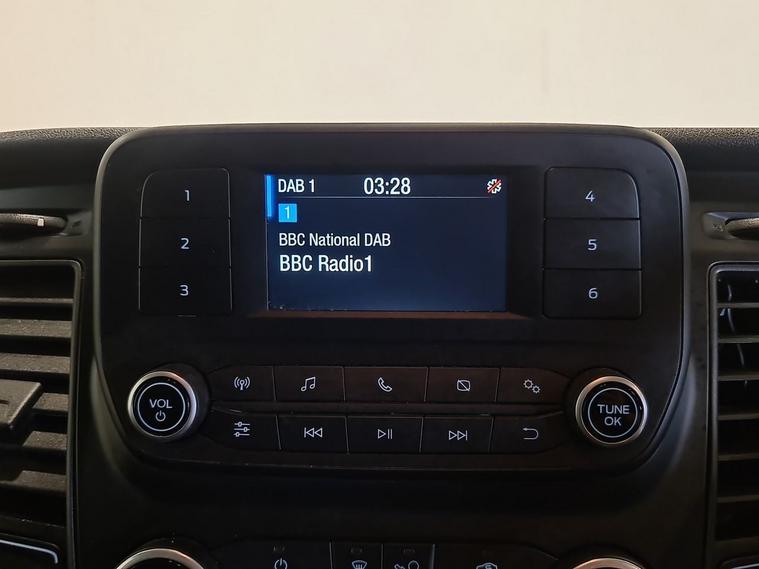 DAB 1 03:28
1
BBC National DAB
BBC Radio1
1
2
3
4
5
6
VOL
TUNE
OK